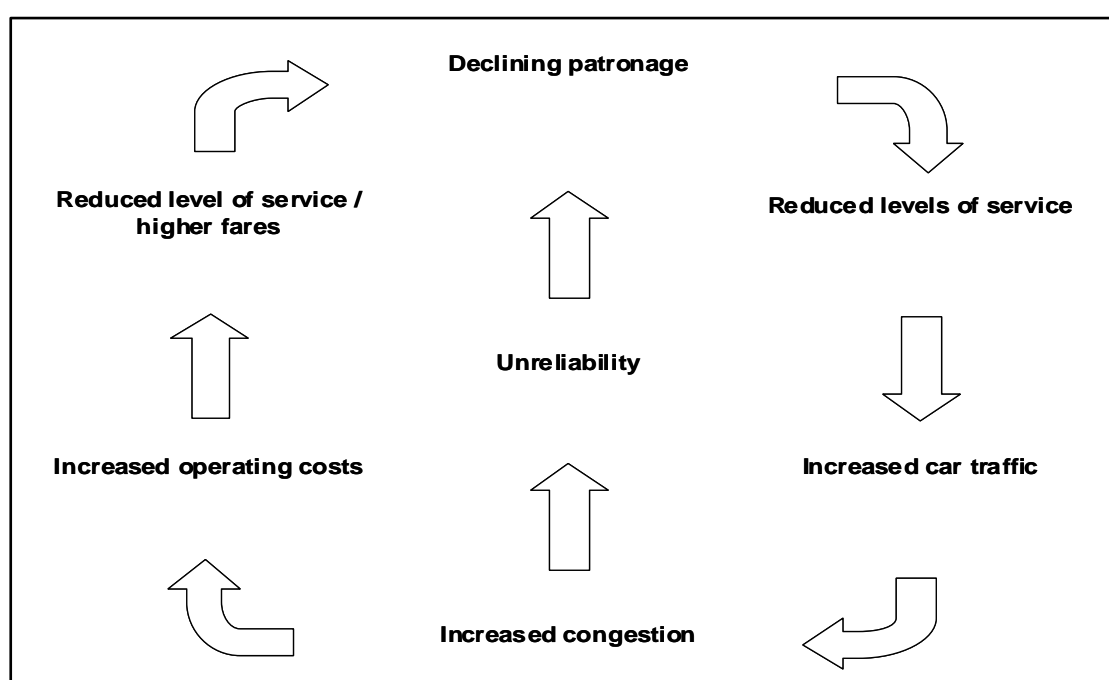 Declining patronage
Reduced level of service /
higher fares
Reduced levels of service
Unreliability
Increased operating costs
Increased car traffic
Increased congestion